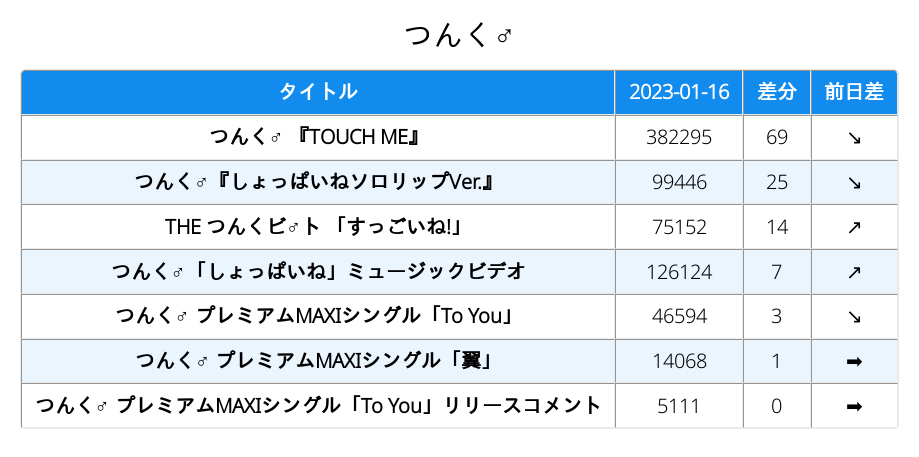 つんく♂
タイトル 2023-01-16 差分 前日差
つんく♂ 『TOUCH ME』 382295 69 ↘
つんく♂『しょっぱいねソロリップVer.』 99446 25 ↘
THE つんくビ♂ト 「すっごいね!」 75152 14 ↗
つんく♂「しょっぱいね」ミュージックビデオ 126124 7 ↗
つんく♂ プレミアムMAXIシングル「To You」 46594 3 ↘
つんく♂ プレミアムMAXIシングル「翼」 14068 1 ➡
つんく♂ プレミアムMAXIシングル「To You」リリースコメント 5111 0 ➡